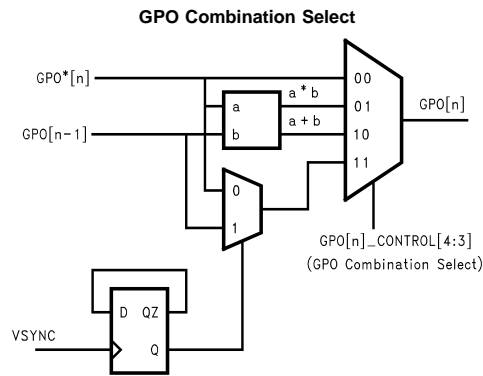 GPO Combination Select
GPO*[n]
GPO[n-1]
a
b
a * b
a + b
00
01
10
11
GPO[n]
0
1
GPO[n]_CONTROL[4:3]
(GPO Combination Select)
D QZ
VSYNC
Q